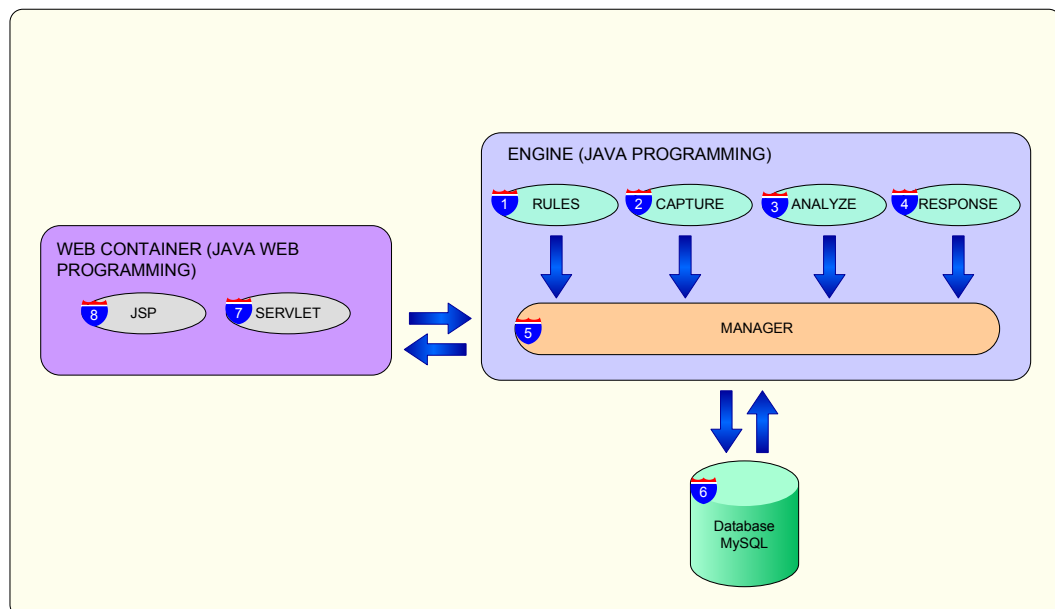 ENGINE (JAVA PROGRAMMING)
1 RULES
2 CAPTURE
3 ANALYZE
4 RESPONSE
WEB CONTAINER (JAVA WEB
PROGRAMMING)
8 JSP
7 SERVLET
5 MANAGER
6
Database
MySQL